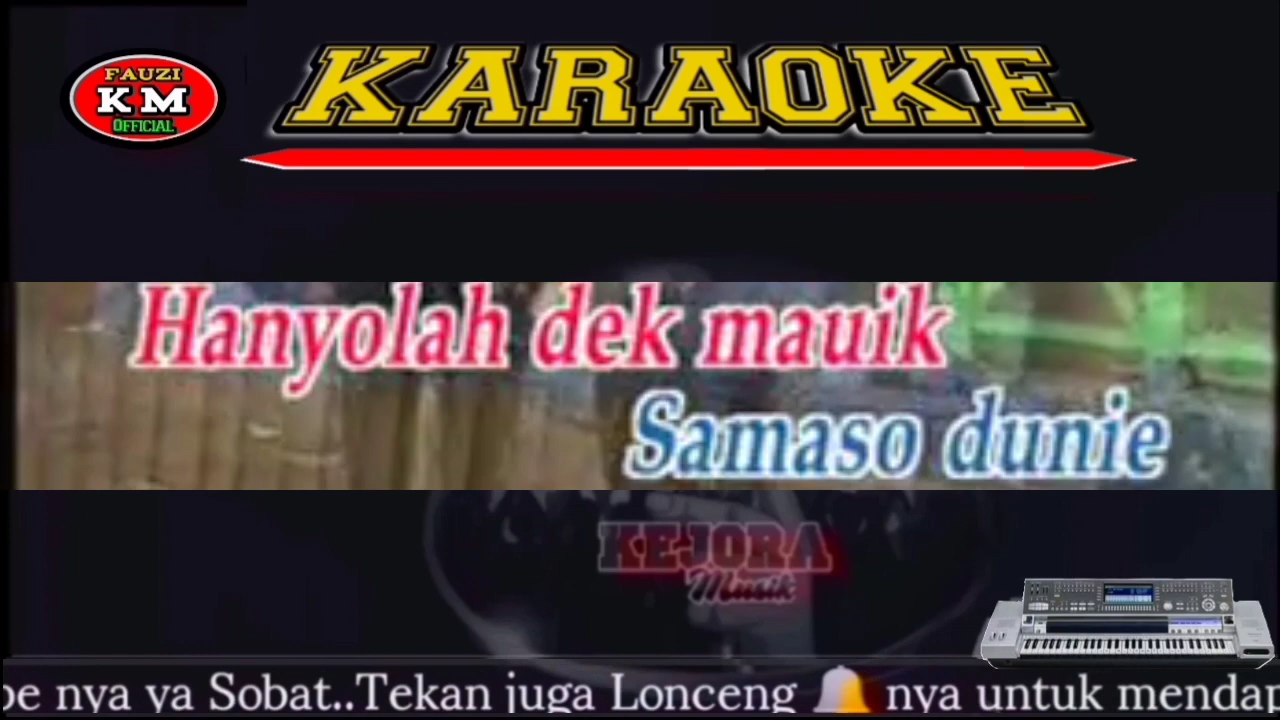 FAUZI
KM
OFFICIAL
KARAOKE
Hanyolah dek mauik
Samaso dunie
KEJORA
Musik
be nya ya Sobat..Tekan juga Lonceng 🔔 nya untuk mendap